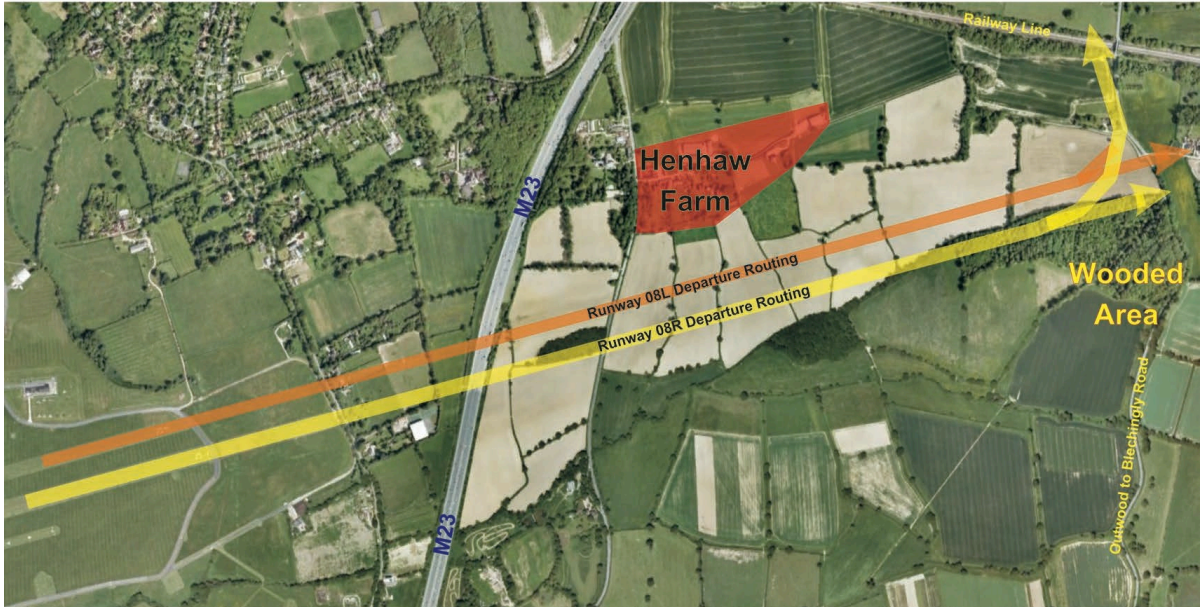 Railway Line
Henhaw
Farm
M23
Runway 08L Departure Routing
Runway 08R Departure Routing
Wooded
Area
Outwood to Blechingly Road
M23